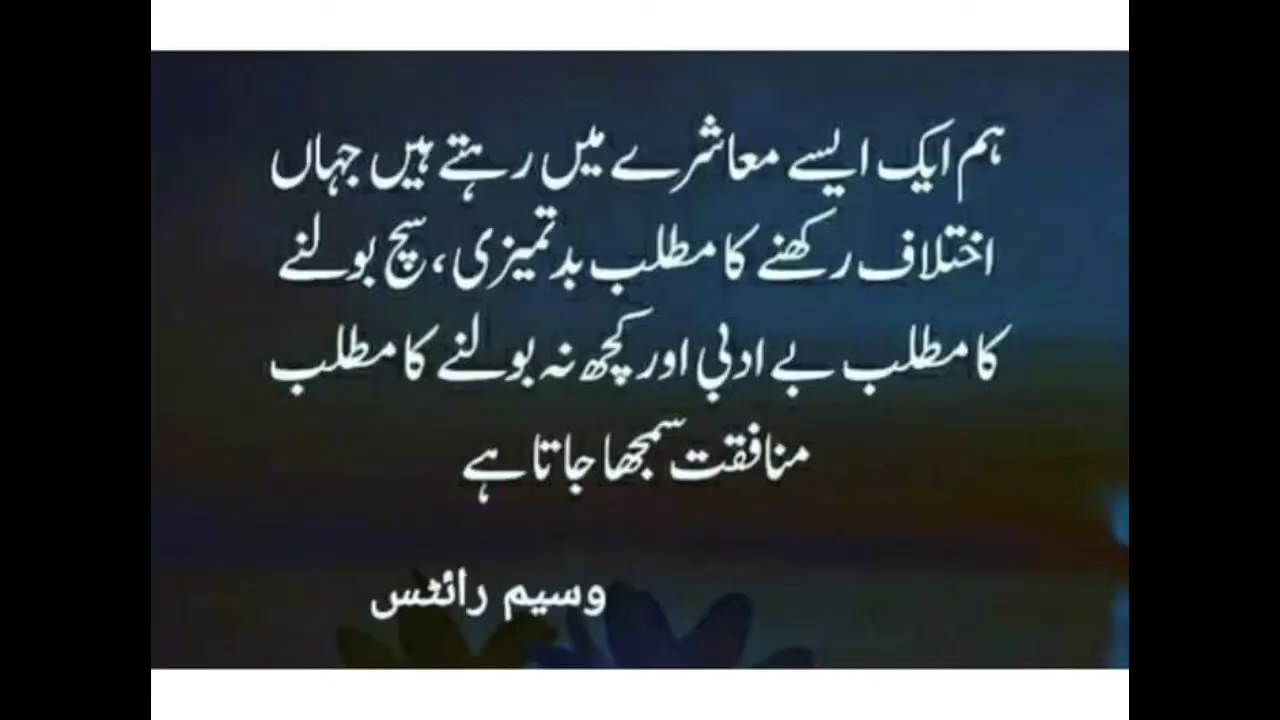 ہم ایک ایسے معاشرے میں رہتے ہیں جہاں
اختلاف رکھنے کا مطلب بدتمیزی، سچ بولنے
کا مطلب بے ادبی اور کچھ نہ بولنے کا مطلب
منافقت سمجھا جاتا ہے
وسیم رائٹس